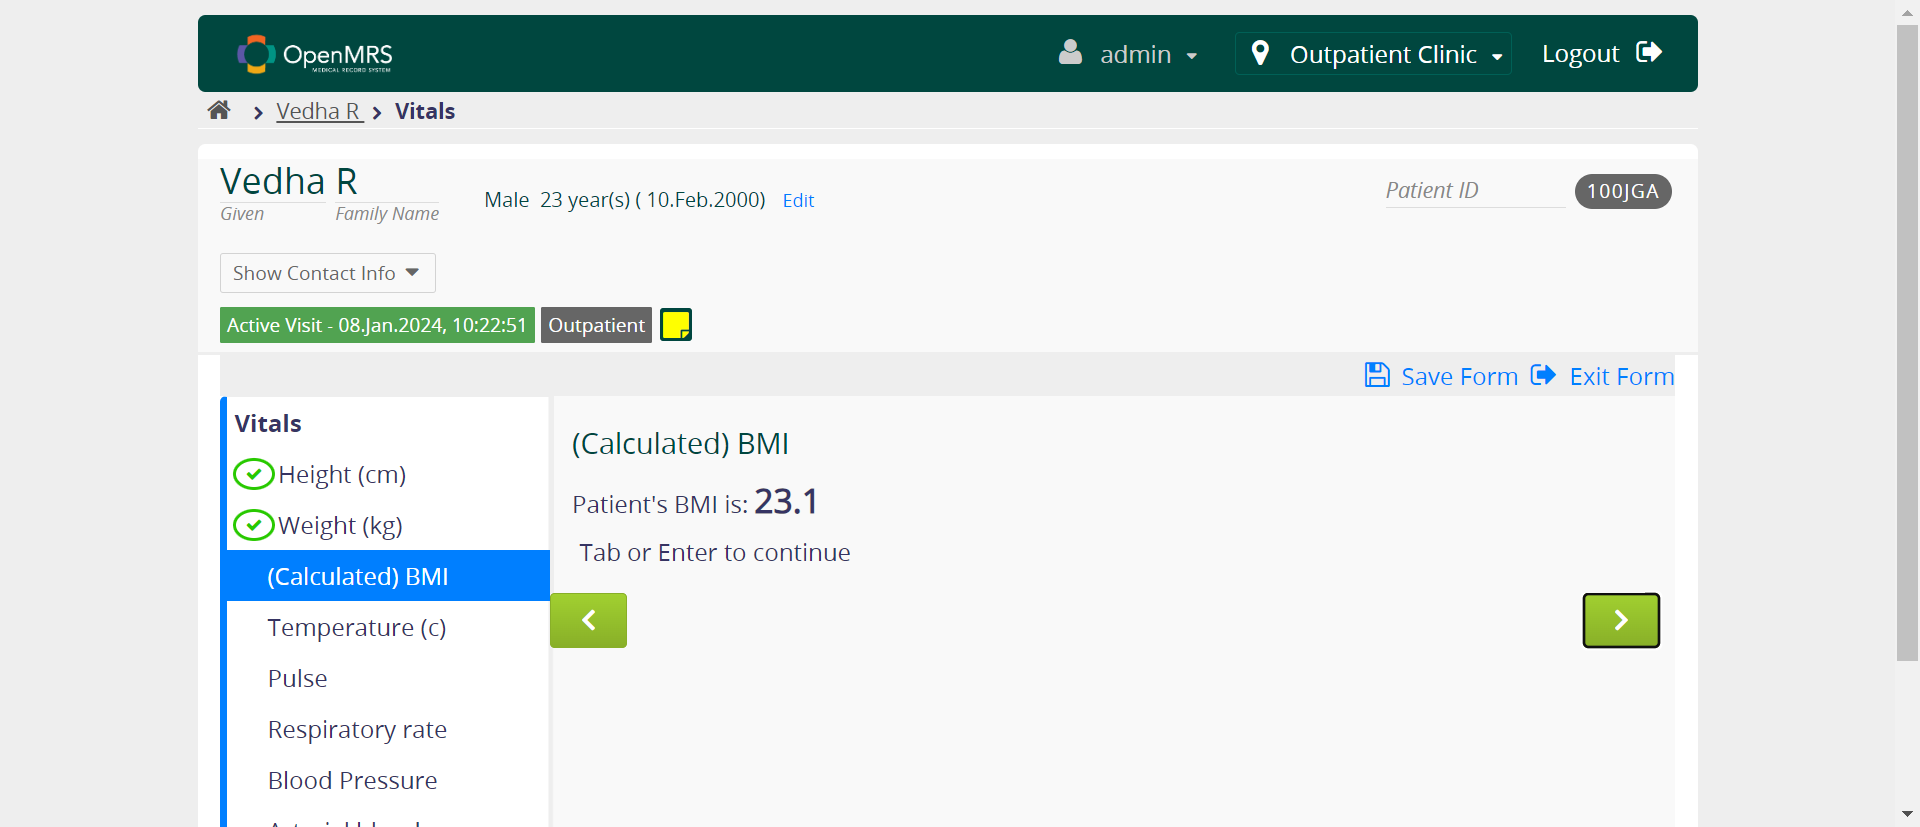 OpenMRS
MEDICAL RECORD SYSTEM
admin
Outpatient Clinic
Logout
Vedha R
Vitals
Vedha R
Given
Family Name
Male 23 year(s) ( 10.Feb.2000) Edit
Patient ID
100JGA
Show Contact Info
Active Visit - 08.Jan.2024, 10:22:51
Outpatient
Save Form
Exit Form
Vitals
Height (cm)
Weight (kg)
(Calculated) BMI
Temperature (c)
Pulse
Respiratory rate
Blood Pressure
(Calculated) BMI
Patient's BMI is: 23.1
Tab or Enter to continue